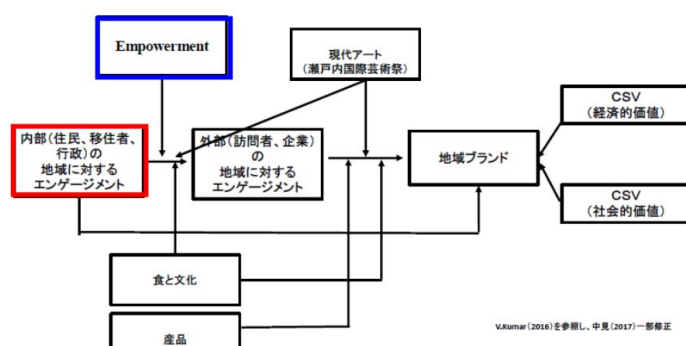 Empowerment
現代アート
(瀬戸内国際芸術祭)
CSV
(経済的価値)
内部(住民、移住者、
行政)の
地域に対する
エンゲージメント
外部(訪問者、企業)
の
地域に対する
エンゲージメント
地域ブランド
CSV
(社会的価値)
食と文化
産品
V.Kumar(2016)を参照し、中見(2017)一部修正